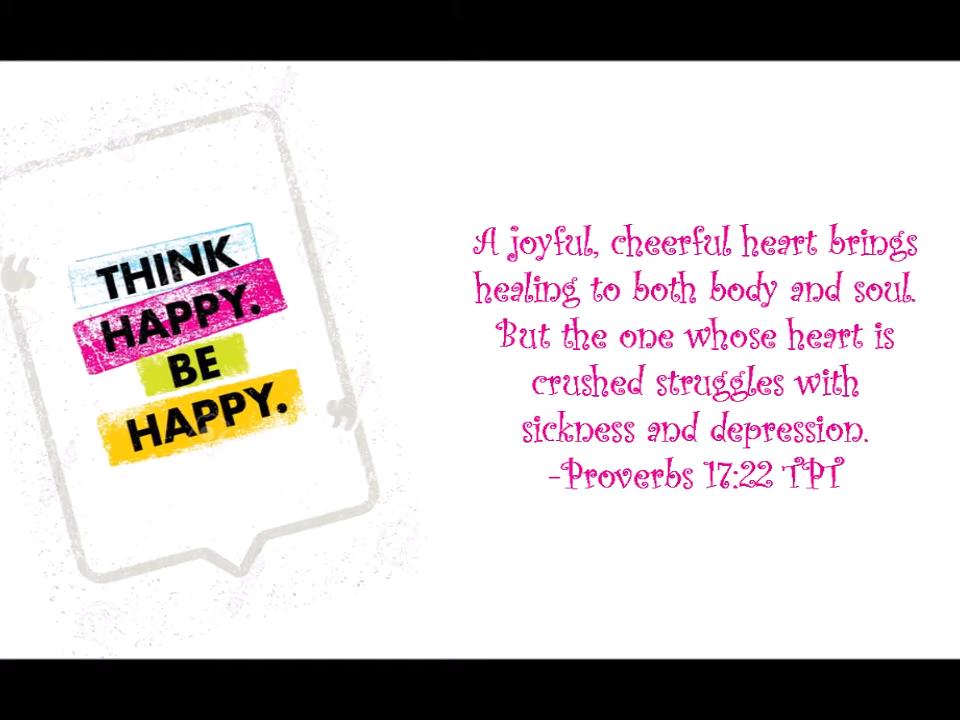 THINK
HAPPY.
BE
HAPPY.
A joyful, cheerful heart brings
healing to both body and soul.
But the one whose heart is
crushed struggles with
sickness and depression.
-Proverbs 17:22 TPT